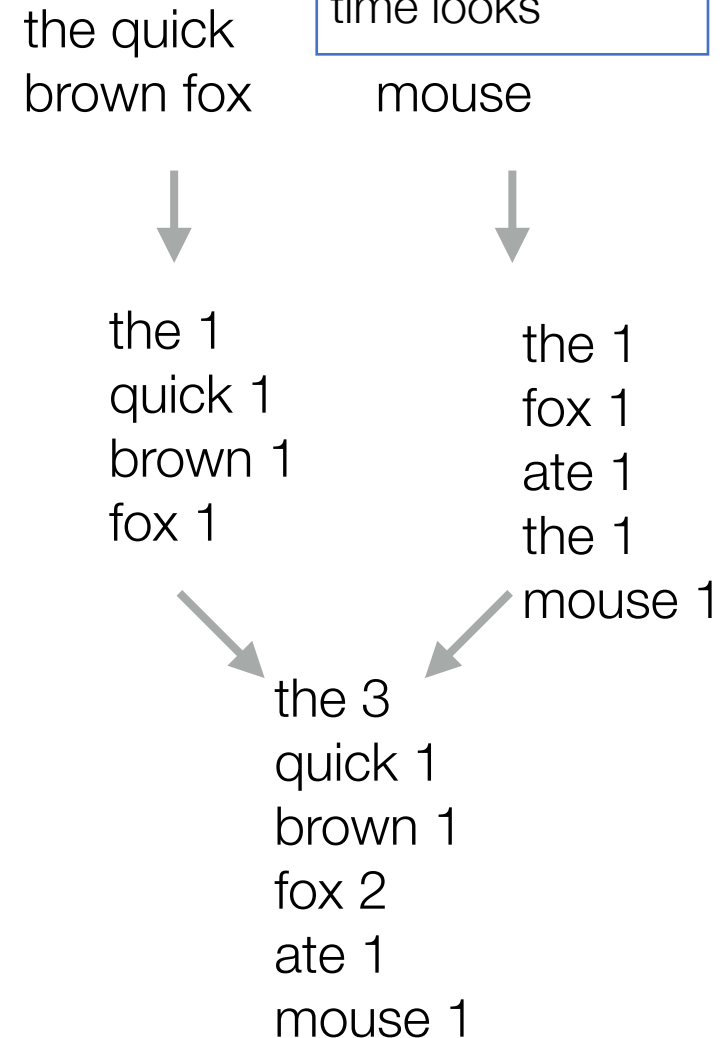 the quick
brown fox
time looks
mouse
the 1
quick 1
brown 1
fox 1
the 1
fox 1
ate 1
the 1
mouse 1
the 3
quick 1
brown 1
fox 2
ate 1
mouse 1